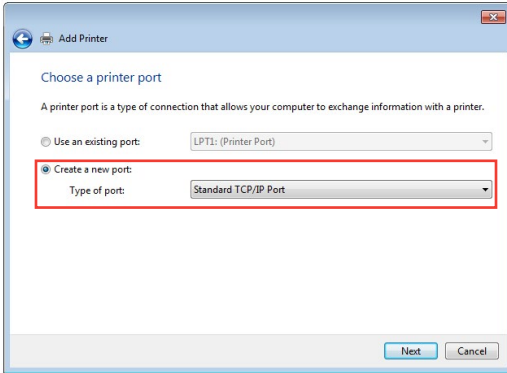 Add Printer
Choose a printer port
A printer port is a type of connection that allows your computer to exchange information with a printer.
Use an existing port: LPT1: (Printer Port)
Create a new port:
Type of port: Standard TCP/IP Port
Next Cancel